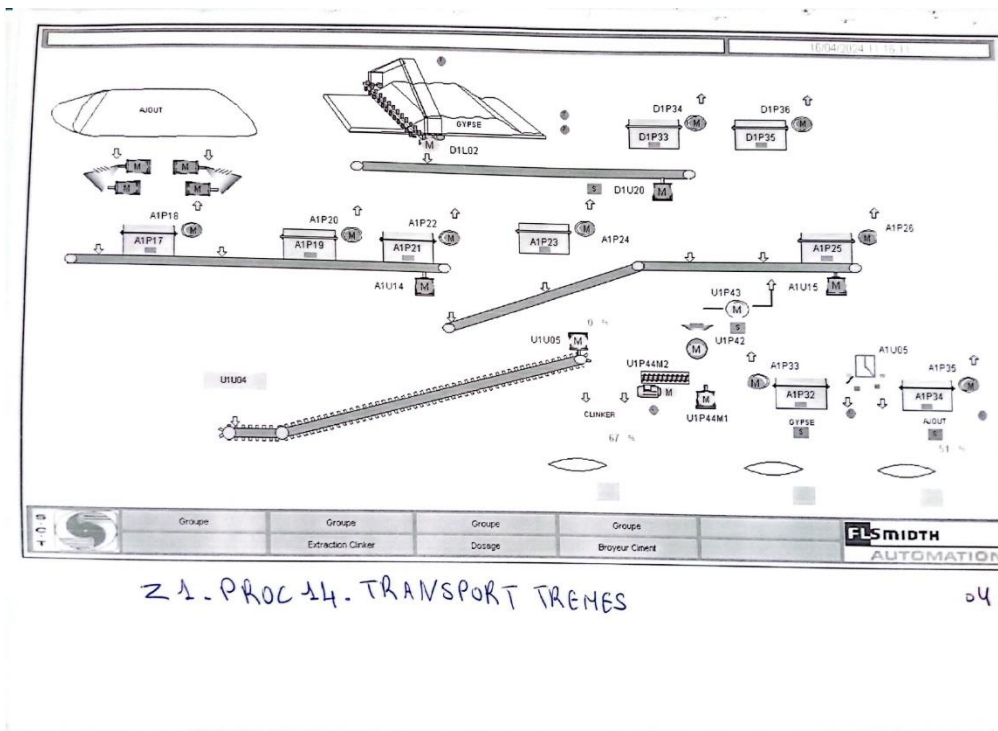 16/04/2024 11:16:11
AJOUT
GYPSE
M
D1L02
D1P34
M
D1P33
D1P36
M
D1P35
S
D1U20
M
M
M
M
M
A1P18
M
A1P17
A1P20
M
A1P19
A1P22
M
A1P21
A1P23
M
A1P24
A1P25
M
A1P26
A1U14
M
A1U15
M
U1P43
M
S
U1U05
M
0 %
M
U1P42
U1U04
U1P44M2
M
CLINKER
67 %
M
U1P44M1
A1P33
M
A1P32
GYPSE
S
A1U05
A1P35
M
A1P34
AJOUT
S
51 %
S C T
Groupe
Groupe
Groupe
Groupe
Extraction Clinker
Dosage
Broyeur Ciment
FLSMIDTH
AUTOMATION
Z1. PROC 14. TRANSPORT TREMES
04